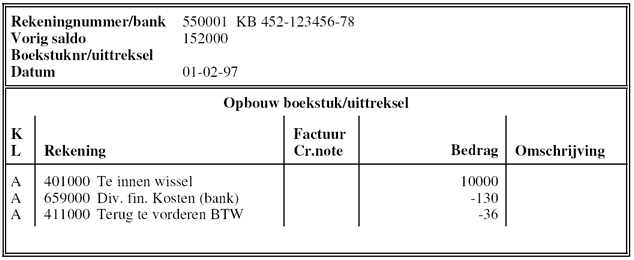 Rekeningnummer/bank 550001 KB 452-123456-78
Vorig saldo 152000
Boekstuknr/uittreksel
Datum 01-02-97
Opbouw boekstuk/uittreksel
K Factuur
L Rekening Cr.note Bedrag Omschrijving
A 401000 Te innen wissel 10000
A 659000 Div. fin. Kosten (bank) -130
A 411000 Terug te vorderen BTW -36